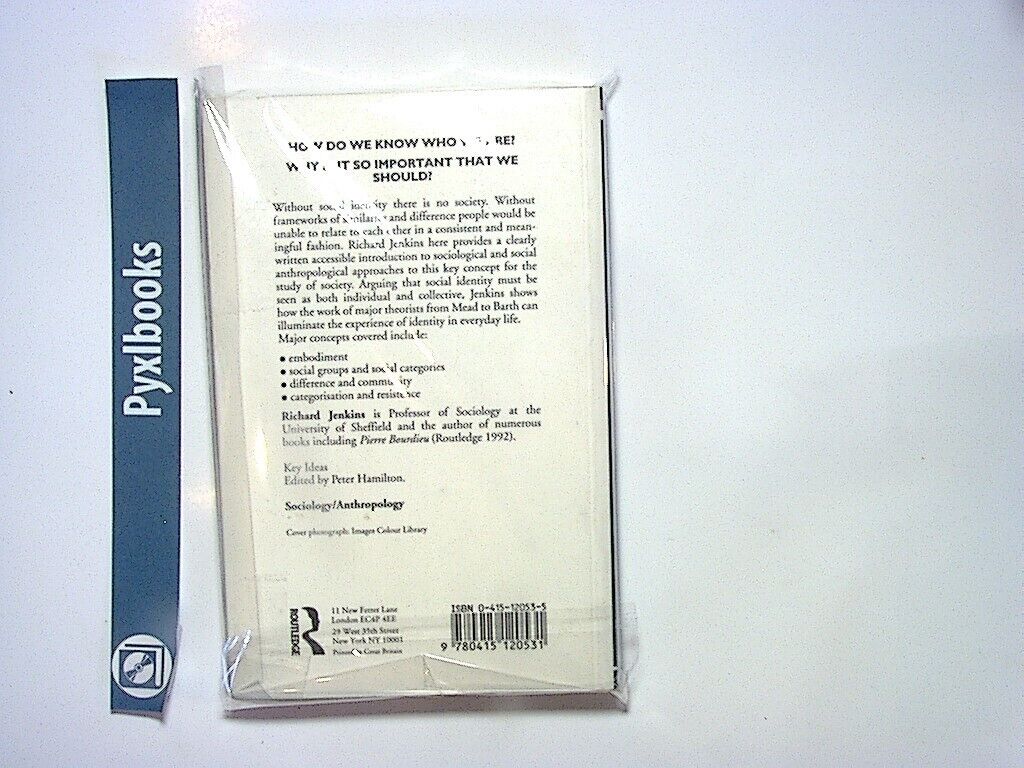 Pyxlbooks
HOW DO WE KNOW WHO RE?
WHY IT SO IMPORTANT THAT WE
SHOULD?
Without social identity there is no society. Without
frameworks of similarity and difference people would be
unable to relate to each other in a consistent and mean-
ingful fashion. Richard Jenkins here provides a clearly
written accessible introduction to sociological and social
anthropological approaches to this key concept for the
study of society. Arguing that social identity must be
seen as both individual and collective, Jenkins shows
how the work of major theorists from Mead to Barth can
illuminate the experience of identity in everyday life.
Major concepts covered include:
• embodiment
• social groups and social categories
• difference and community
• categorisation and resistance
Richard Jenkins is Professor of Sociology at the
University of Sheffield and the author of numerous
books including Pierre Bourdieu (Routledge 1992).
Key Ideas
Edited by Peter Hamilton.
Sociology/Anthropology
Cover photograph: Images Colour Library
ROUTLEDGE
11 New Fetter Lane
London EC4P 4EE
29 West 35th Street
New York NY 10001
Printed in Great Britain
ISBN 0-415-12053-5
9 780415 120531